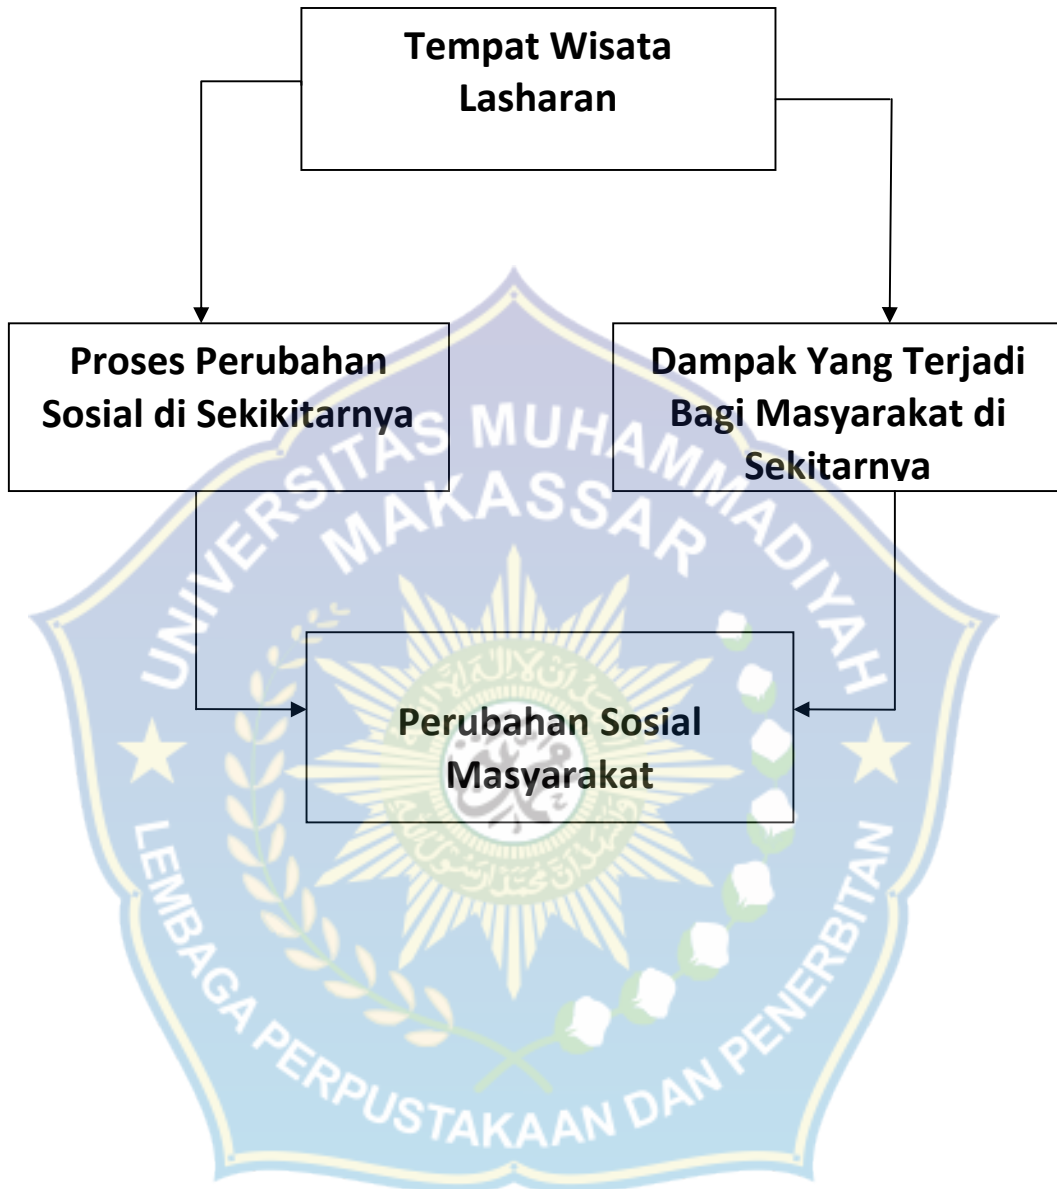 Tempat Wisata
Lasharan
Proses Perubahan
Sosial di Sekikitarnya
Dampak Yang Terjadi
Bagi Masyarakat di
Sekitarnya
UNIVERSITAS MUHAMMADIYAH
MAKASSAR
Perubahan Sosial
Masyarakat
LEMBAGA PERPUSTAKAAN DAN PENERBITAN